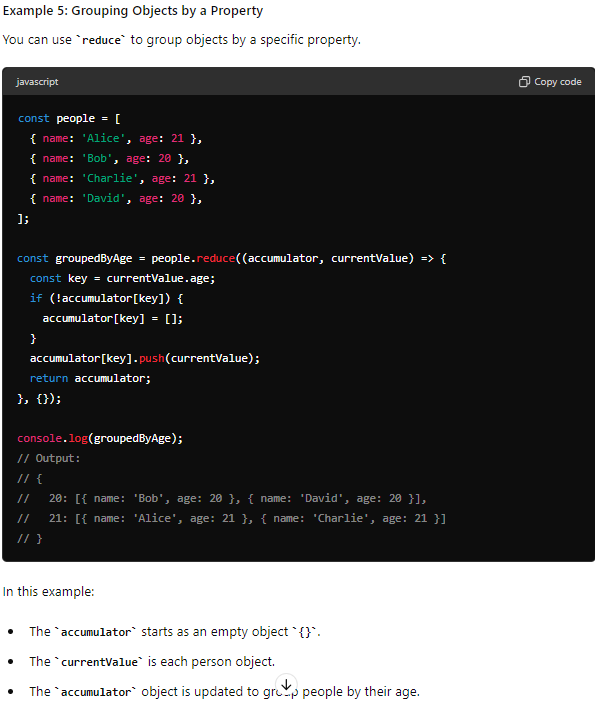 Example 5: Grouping Objects by a Property
You can use `reduce` to group objects by a specific property.
javascript
Copy code
const people = [
  { name: 'Alice', age: 21 },
  { name: 'Bob', age: 20 },
  { name: 'Charlie', age: 21 },
  { name: 'David', age: 20 },
];

const groupedByAge = people.reduce((accumulator, currentValue) => {
  const key = currentValue.age;
  if (!accumulator[key]) {
    accumulator[key] = [];
  }
  accumulator[key].push(currentValue);
  return accumulator;
}, {});

console.log(groupedByAge);
// Output:
// {
//   20: [{ name: 'Bob', age: 20 }, { name: 'David', age: 20 }],
//   21: [{ name: 'Alice', age: 21 }, { name: 'Charlie', age: 21 }]
// }
In this example:
• The `accumulator` starts as an empty object `{}`.
• The `currentValue` is each person object.
• The `accumulator` object is updated to group people by their age.